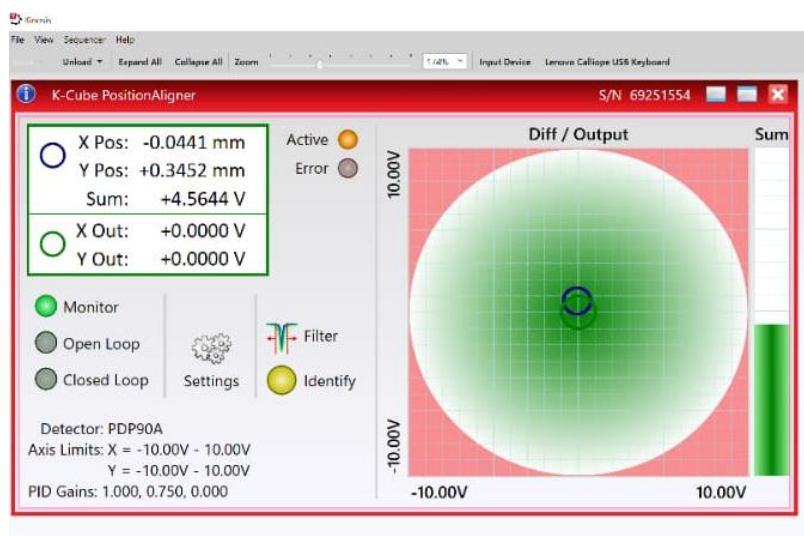 Kinesis
File View Sequencer Help
Unload Expand All Collapse All Zoom 174% Input Device Lenovo Calliope USB Keyboard
K-Cube PositionAligner S/N 69251554
X Pos: -0.0441 mm
Y Pos: +0.3452 mm
Sum: +4.5644 V
X Out: +0.0000 V
Y Out: +0.0000 V
Active
Error
Monitor
Open Loop
Closed Loop
Settings
Filter
Identify
Detector: PDP90A
Axis Limits: X = -10.00V - 10.00V
Y = -10.00V - 10.00V
PID Gains: 1.000, 0.750, 0.000
Diff / Output
Sum
10.00V
-10.00V
-10.00V
10.00V